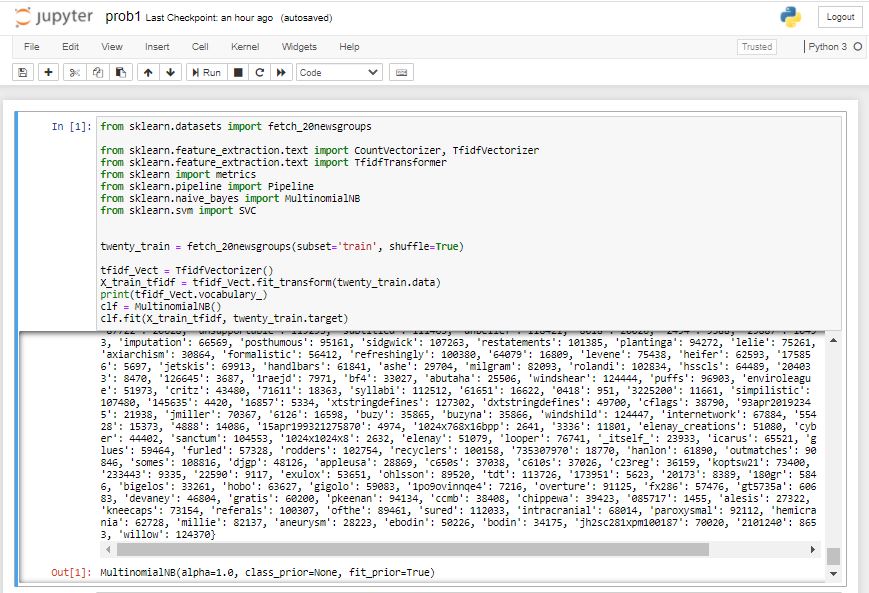 jupyter prob1 Last Checkpoint: an hour ago (autosaved)
Logout
File Edit View Insert Cell Kernel Widgets Help
Trusted
Python 3
Run
Code
In [1]:
from sklearn.datasets import fetch_20newsgroups
from sklearn.feature_extraction.text import CountVectorizer, TfidfVectorizer
from sklearn.feature_extraction.text import TfidfTransformer
from sklearn import metrics
from sklearn.pipeline import Pipeline
from sklearn.naive_bayes import MultinomialNB
from sklearn.svm import SVC
twenty_train = fetch_20newsgroups(subset='train', shuffle=True)
tfidf_Vect = TfidfVectorizer()
X_train_tfidf = tfidf_Vect.fit_transform(twenty_train.data)
print(tfidf_Vect.vocabulary_)
clf = MultinomialNB()
clf.fit(X_train_tfidf, twenty_train.target)
3, 'imputation': 66569, 'posthumous': 95161, 'sidgwick': 107263, 'restatements': 101385, 'plantinga': 94272, 'lelie': 75261,
'axiarchism': 30864, 'formalistic': 56412, 'refreshingly': 100380, '64079': 16809, 'levene': 75438, 'heifer': 62593, '17585
6': 5697, 'jetskis': 69913, 'handlbars': 61841, 'ashe': 29704, 'milgram': 82093, 'rolandi': 102834, 'hsscls': 64489, '20403
3': 8470, '126645': 3687, '1raejd': 7971, 'bf4': 33027, 'abutaha': 25506, 'windshear': 124444, 'puffs': 96903, 'enviroleag
ue': 51973, 'critz': 43480, '71611': 18363, 'syllabi': 112512, '61651': 16622, '0418': 951, '3225200': 11661, 'simpilistic':
107480, '145635': 4420, '16857': 5334, 'xtstringdefines': 127302, 'dxtstringdefines': 49700, 'cflags': 38790, '93apr2019234
5': 21938, 'jmiller': 70367, '6126': 16598, 'buzy': 35865, 'buzyna': 35866, 'windshild': 124447, 'internetwork': 67884, '554
28': 15373, '4888': 14086, '15apr199321275870': 4974, '1024x768x16bpp': 2641, '3336': 11801, 'elenay_creations': 51080, 'cyb
er': 44402, 'sanctum': 104553, '1024x1024x8': 2632, 'elenay': 51079, 'looper': 76741, '_itself_': 23933, 'icarus': 65521, 'g
lues': 59464, 'furled': 57328, 'rodders': 102754, 'recyclers': 100158, '735307970': 18770, 'hanlon': 61890, 'outmatches': 90
846, 'somes': 108816, 'djgp': 48126, 'appleusa': 28869, 'c650s': 37038, 'c610s': 37026, 'c23reg': 36159, 'koptsw21': 73400,
'233443': 9335, '22590': 9117, 'exulox': 53651, 'ohlsson': 89520, 'tdt': 113726, '173951': 5623, '20173': 8389, '180gr': 584
6, 'bigelos': 33261, 'hobo': 63627, 'gigolo': 59083, '1po9ovinnqe4': 7216, 'overture': 91125, 'fx286': 57476, 'gt5735a': 606
83, 'devaney': 46804, 'gratis': 60200, 'pkeenan': 94134, 'ccmb': 38408, 'chippewa': 39423, '085717': 1455, 'alesis': 27322,
'kneecaps': 73154, 'referals': 100307, 'ofthe': 89461, 'sured': 112033, 'intracranial': 68014, 'paroxysmal': 92112, 'hemicra
nia': 62728, 'millie': 82137, 'aneurysm': 28223, 'ebodin': 50226, 'bodin': 34175, 'jh2sc281xpm100187': 70020, '2101240': 865
3, 'willow': 124370}
Out[1]: MultinomialNB(alpha=1.0, class_prior=None, fit_prior=True)